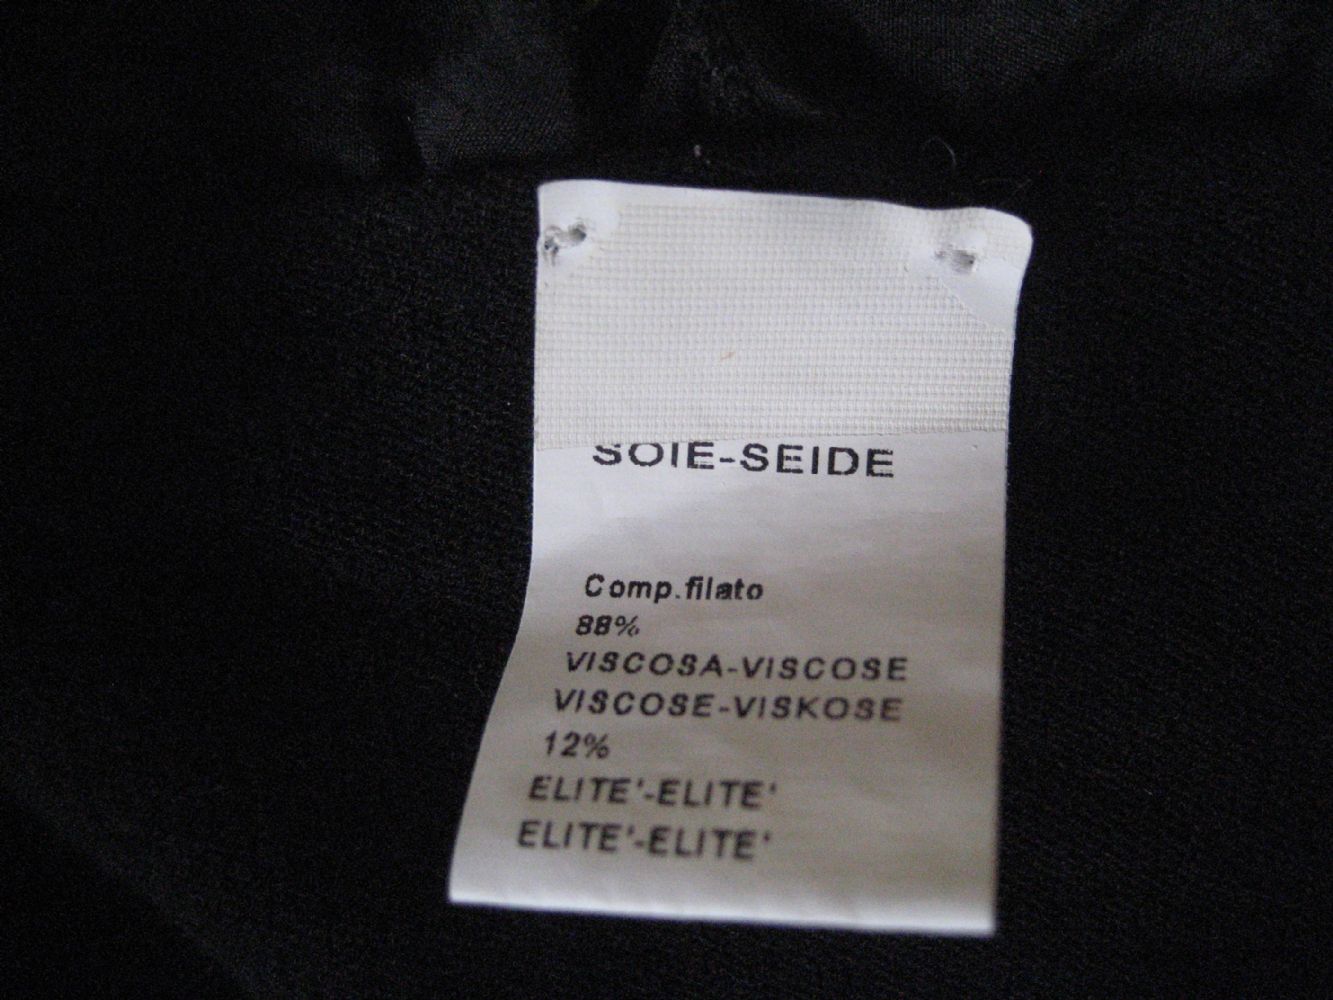 SOIE-SEIDE
Comp.filato
88%
VISCOSA-VISCOSE
VISCOSE-VISKOSE
12%
ELITE'-ELITE'
ELITE'-ELITE'